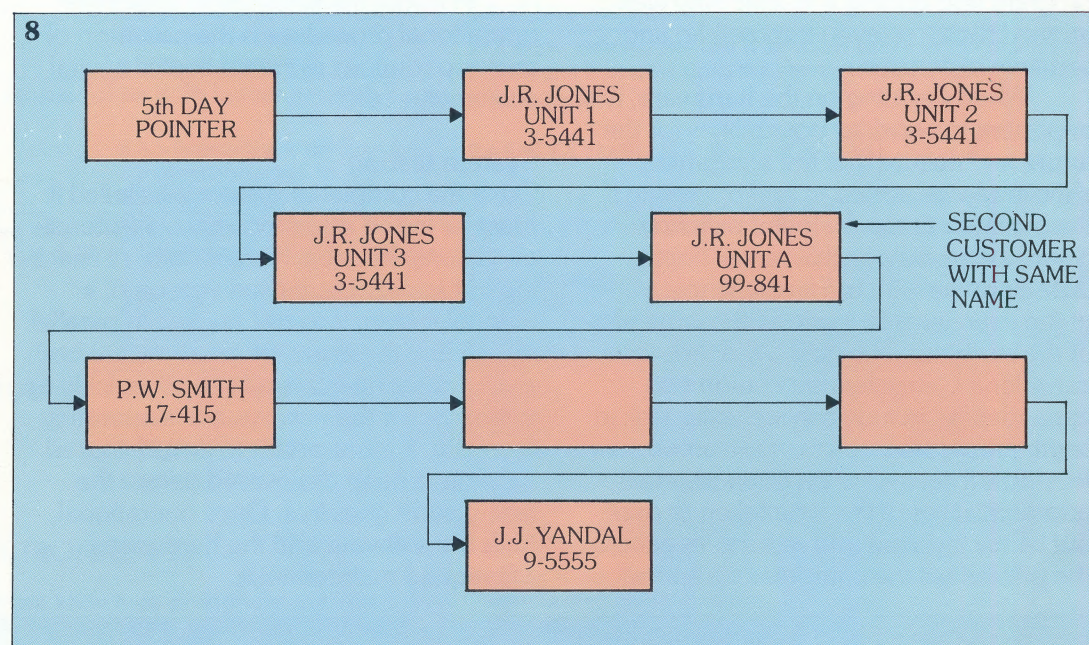 8
5th DAY
POINTER
J.R. JONES
UNIT 1
3-5441
J.R. JONES
UNIT 2
3-5441
J.R. JONES
UNIT 3
3-5441
J.R. JONES
UNIT A
99-841
SECOND
CUSTOMER
WITH SAME
NAME
P.W. SMITH
17-415
J.J. YANDAL
9-5555